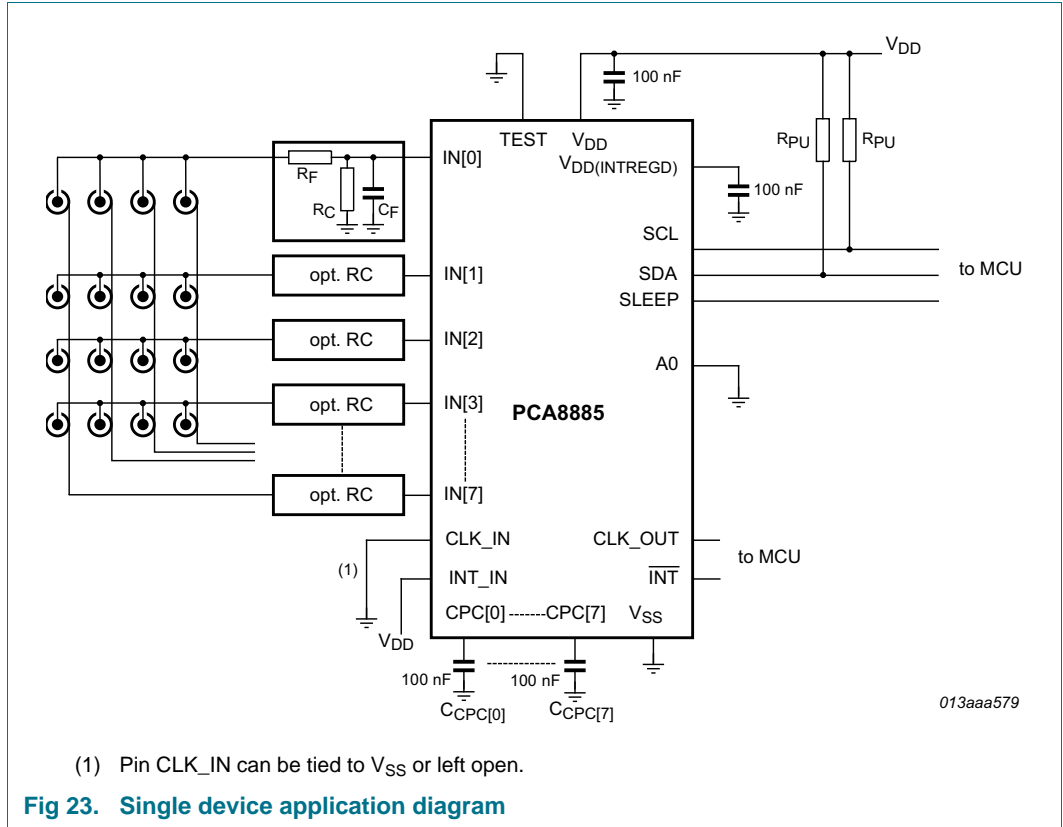 VDD
100 nF
TEST VDD
RPU RPU
IN[0] VDD(INTREGD)
RF
RC CF
100 nF
SCL
opt. RC IN[1] SDA to MCU
SLEEP
opt. RC IN[2]
A0
opt. RC IN[3]
PCA8885
opt. RC IN[7]
CLK_IN CLK_OUT
(1) to MCU
INT_IN INT
CPC[0] CPC[7] VSS
VDD
100 nF 100 nF
CCPC[0] CCPC[7]
013aaa579
(1) Pin CLK_IN can be tied to VSS or left open.
Fig 23. Single device application diagram